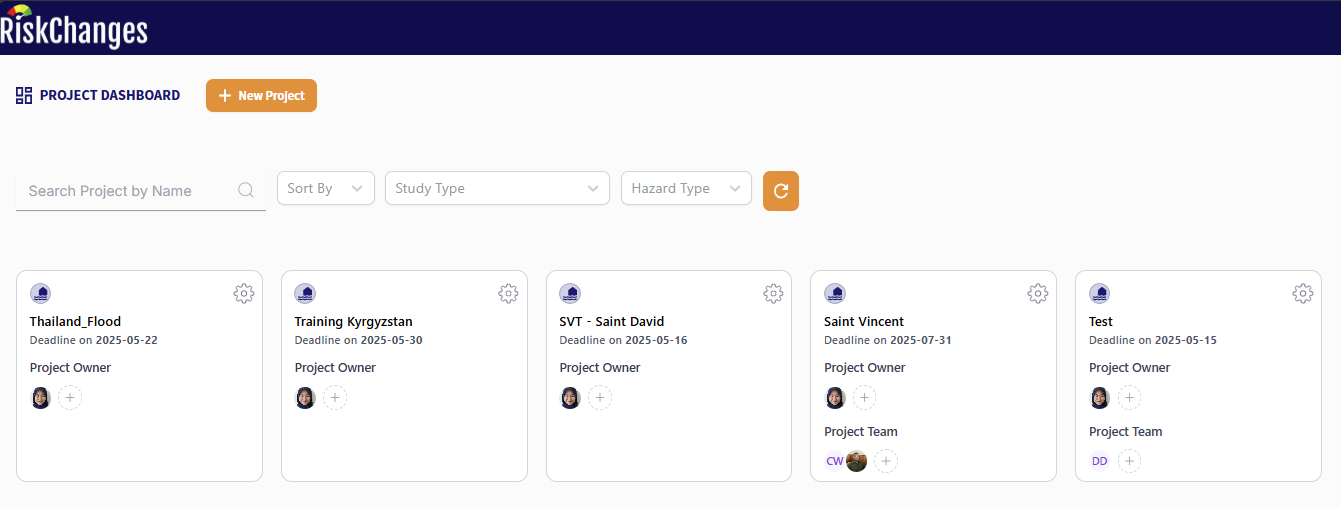 RiskChanges
PROJECT DASHBOARD
+ New Project
Search Project by Name
Sort By
Study Type
Hazard Type
Thailand_Flood
Deadline on 2025-05-22
Project Owner
+
Training Kyrgyzstan
Deadline on 2025-05-30
Project Owner
+
SVT - Saint David
Deadline on 2025-05-16
Project Owner
+
Saint Vincent
Deadline on 2025-07-31
Project Owner
+
Project Team
CW
+
Test
Deadline on 2025-05-15
Project Owner
+
Project Team
DD
+